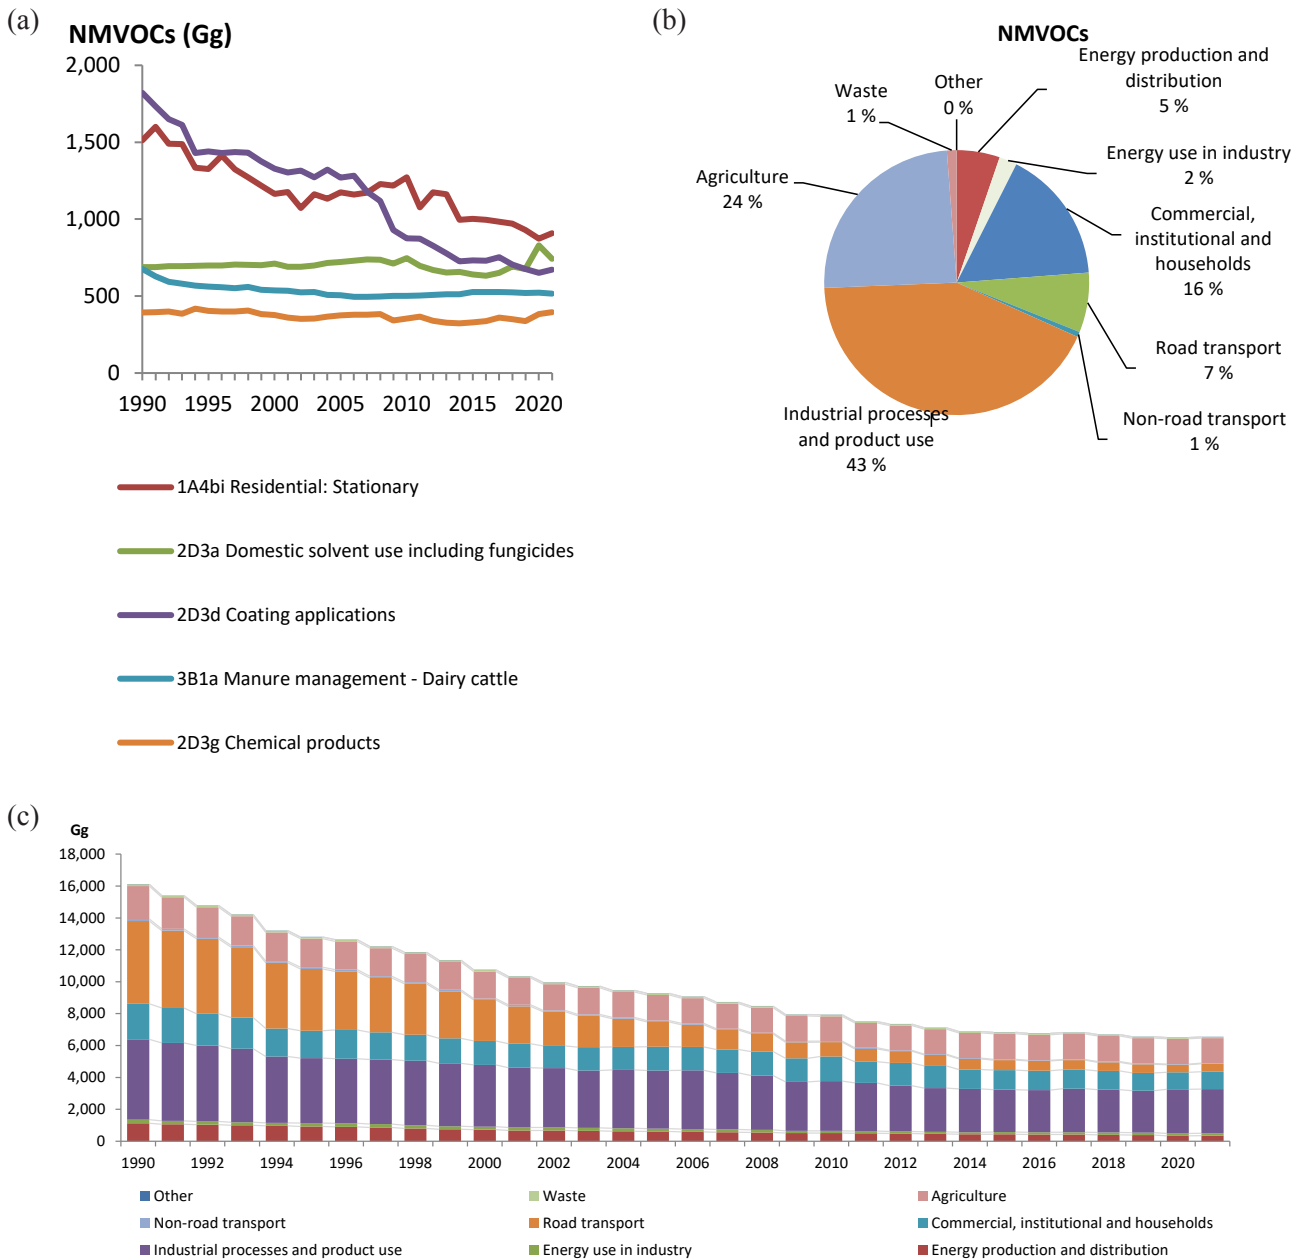 (a)
NMVOCs (Gg)
2,000
1,500
1,000
500
0
1990 1995 2000 2005 2010 2015 2020
1A4bi Residential: Stationary
2D3a Domestic solvent use including fungicides
2D3d Coating applications
3B1a Manure management - Dairy cattle
2D3g Chemical products
(b)
NMVOCs
Energy production and
distribution
5 %
Other
0 %
Waste
1 %
Energy use in industry
2 %
Agriculture
24 %
Commercial,
institutional and
households
16 %
Road transport
7 %
Non-road transport
1 %
Industrial processes
and product use
43 %
(c)
Gg
18,000
16,000
14,000
12,000
10,000
8,000
6,000
4,000
2,000
0
1990 1992 1994 1996 1998 2000 2002 2004 2006 2008 2010 2012 2014 2016 2018 2020
Other Waste Agriculture
Non-road transport Road transport Commercial, institutional and households
Industrial processes and product use Energy use in industry Energy production and distribution